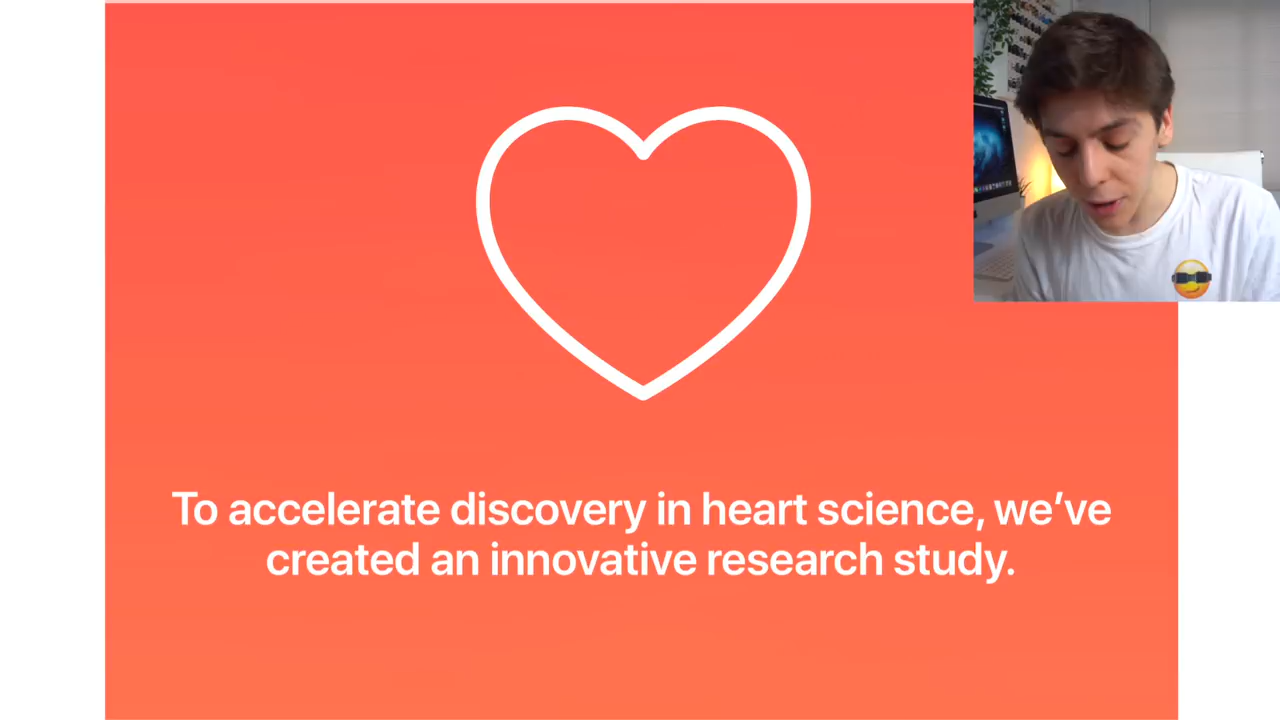 To accelerate discovery in heart science, we’ve
created an innovative research study.